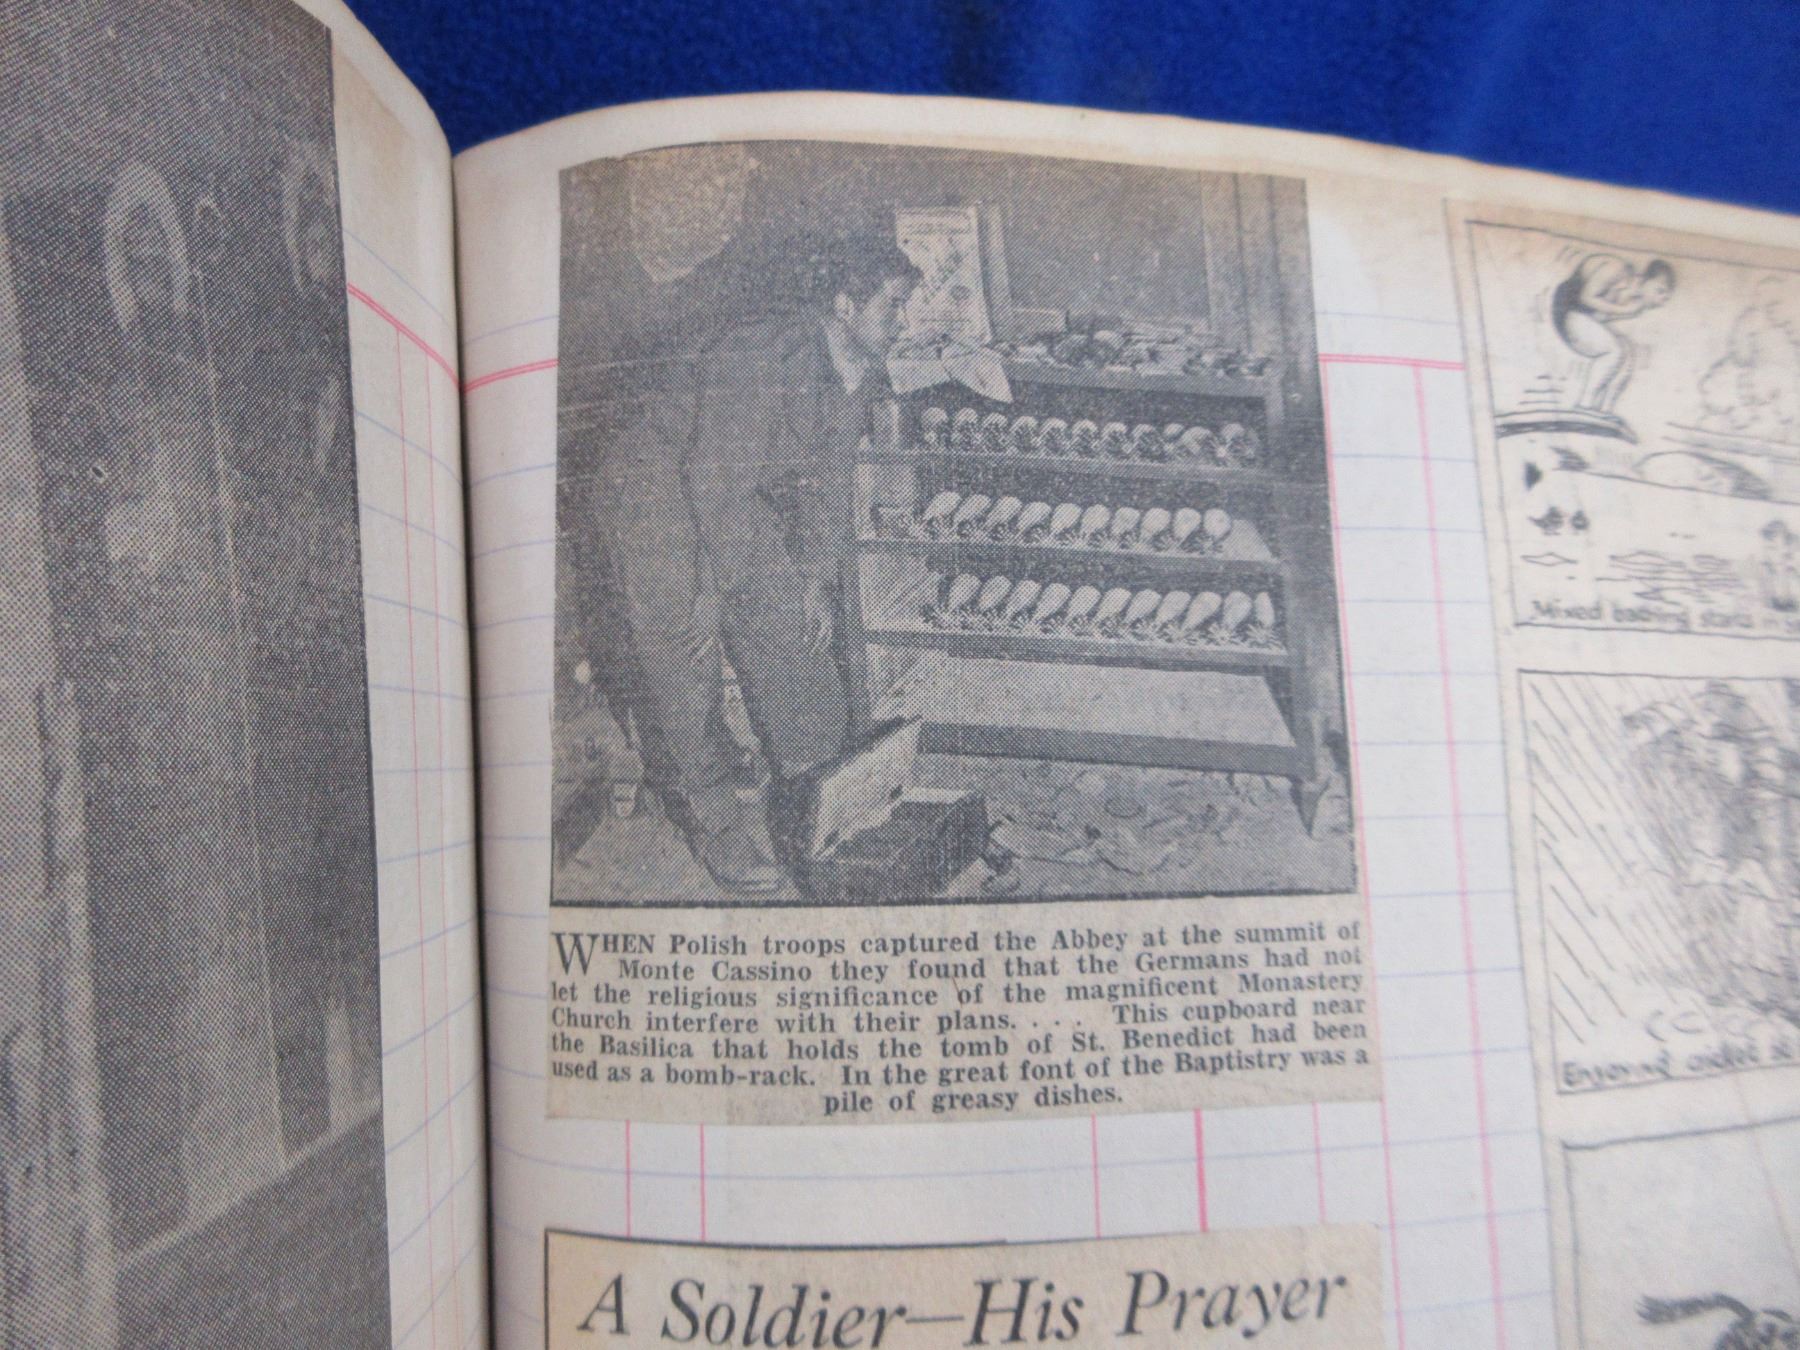 WHEN Polish troops captured the Abbey at the summit of
Monte Cassino they found that the Germans had not
let the religious significance of the magnificent Monastery
Church interfere with their plans. . . . This cupboard near
the Basilica that holds the tomb of St. Benedict had been
used as a bomb-rack. In the great font of the Baptistry was a
pile of greasy dishes.
A Soldier—His Prayer
Mixed bathing starts
Enjoying cricket